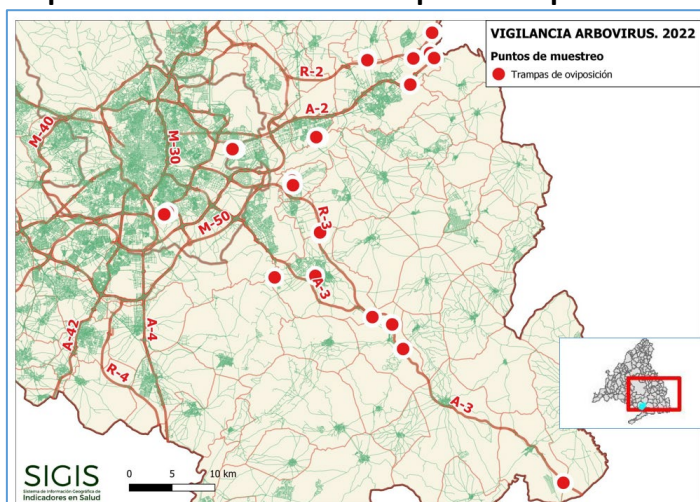 VIGILANCIA ARBOVIRUS. 2022
Puntos de muestreo
Trampas de oviposición
R-2
A-2
M-40
M-30
R-3
M-50
A-3
A-42
A-4
R-4
A-3
SIGIS
Sistema de Información Geográfica de
Indicadores en Salud
0 5 10 km